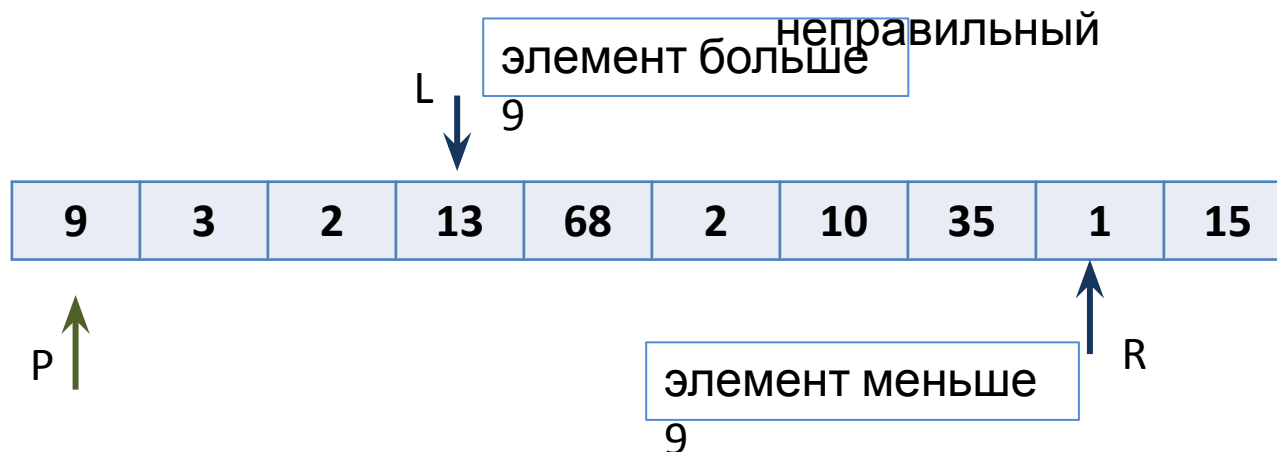 неправильный
элемент больше
L
9
9 3 2 13 68 2 10 35 1 15
P
R
элемент меньше
9